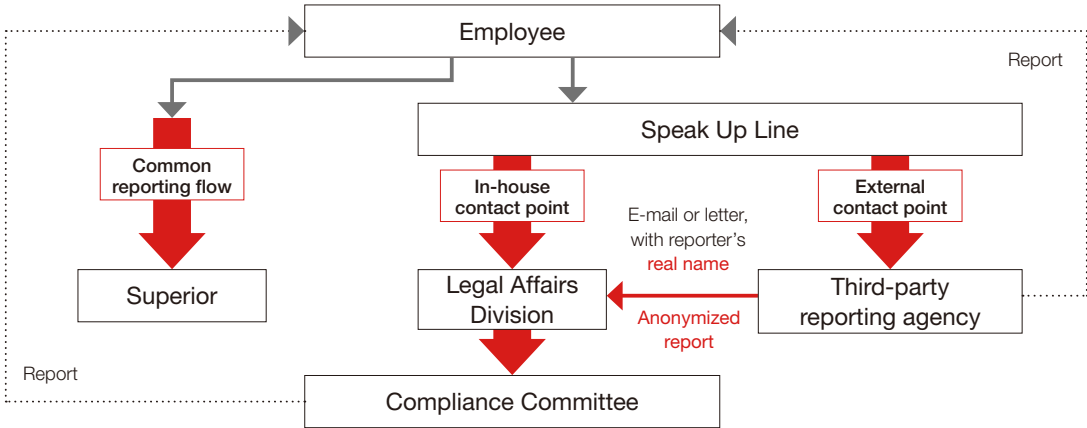 Employee
Report
Speak Up Line
Common
reporting flow
In-house
contact point
External
contact point
E-mail or letter,
with reporter’s
real name
Superior
Legal Affairs
Division
Third-party
reporting agency
Anonymized
report
Report
Compliance Committee